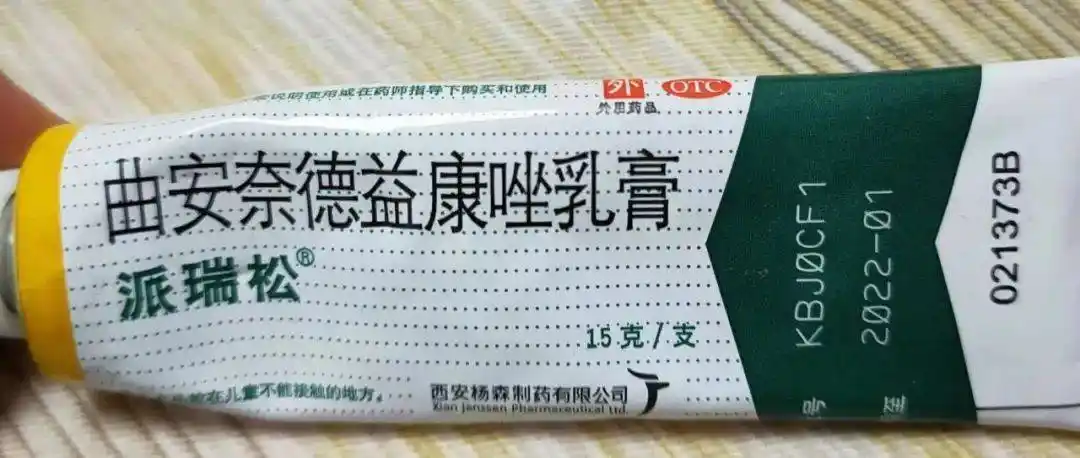 说明使用或在药师指导下购买和使用
外 OTC
外用药品
曲安奈德益康唑乳膏
派瑞松®
15克/支
在儿童不能接触的地方。
西安杨森制药有限公司
Xian Janssen Pharmaceutical Ltd.
号
KBJ0CF1
2022-01
021373B